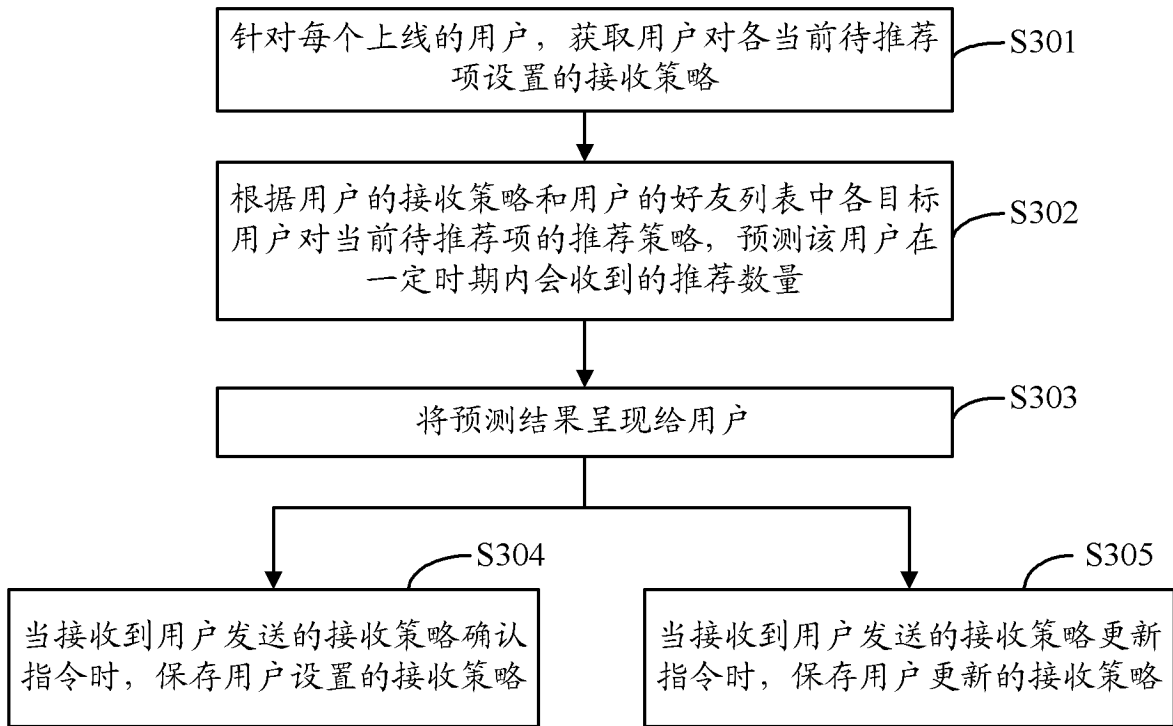 针对每个上线的用户，获取用户对各当前待推荐
项设置的接收策略
S301
根据用户的接收策略和用户的好友列表中各目标
用户对当前待推荐项的推荐策略，预测该用户在
一定时期内会收到的推荐数量
S302
将预测结果呈现给用户
S303
S304
当接收到用户发送的接收策略确认
指令时，保存用户设置的接收策略
S305
当接收到用户发送的接收策略更新
指令时，保存用户更新的接收策略